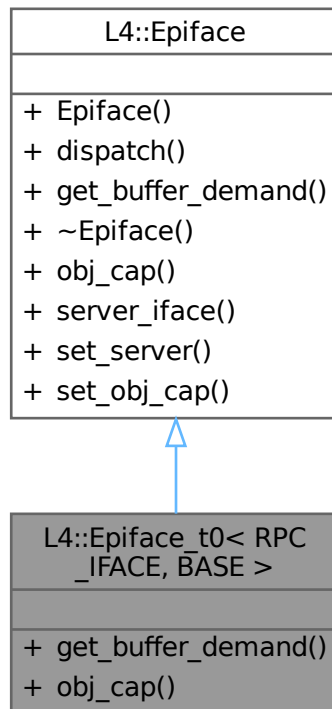 L4::Epiface
+ Epiface()
+ dispatch()
+ get_buffer_demand()
+ ~Epiface()
+ obj_cap()
+ server_iface()
+ set_server()
+ set_obj_cap()
L4::Epiface_t0< RPC
_IFACE, BASE >
+ get_buffer_demand()
+ obj_cap()